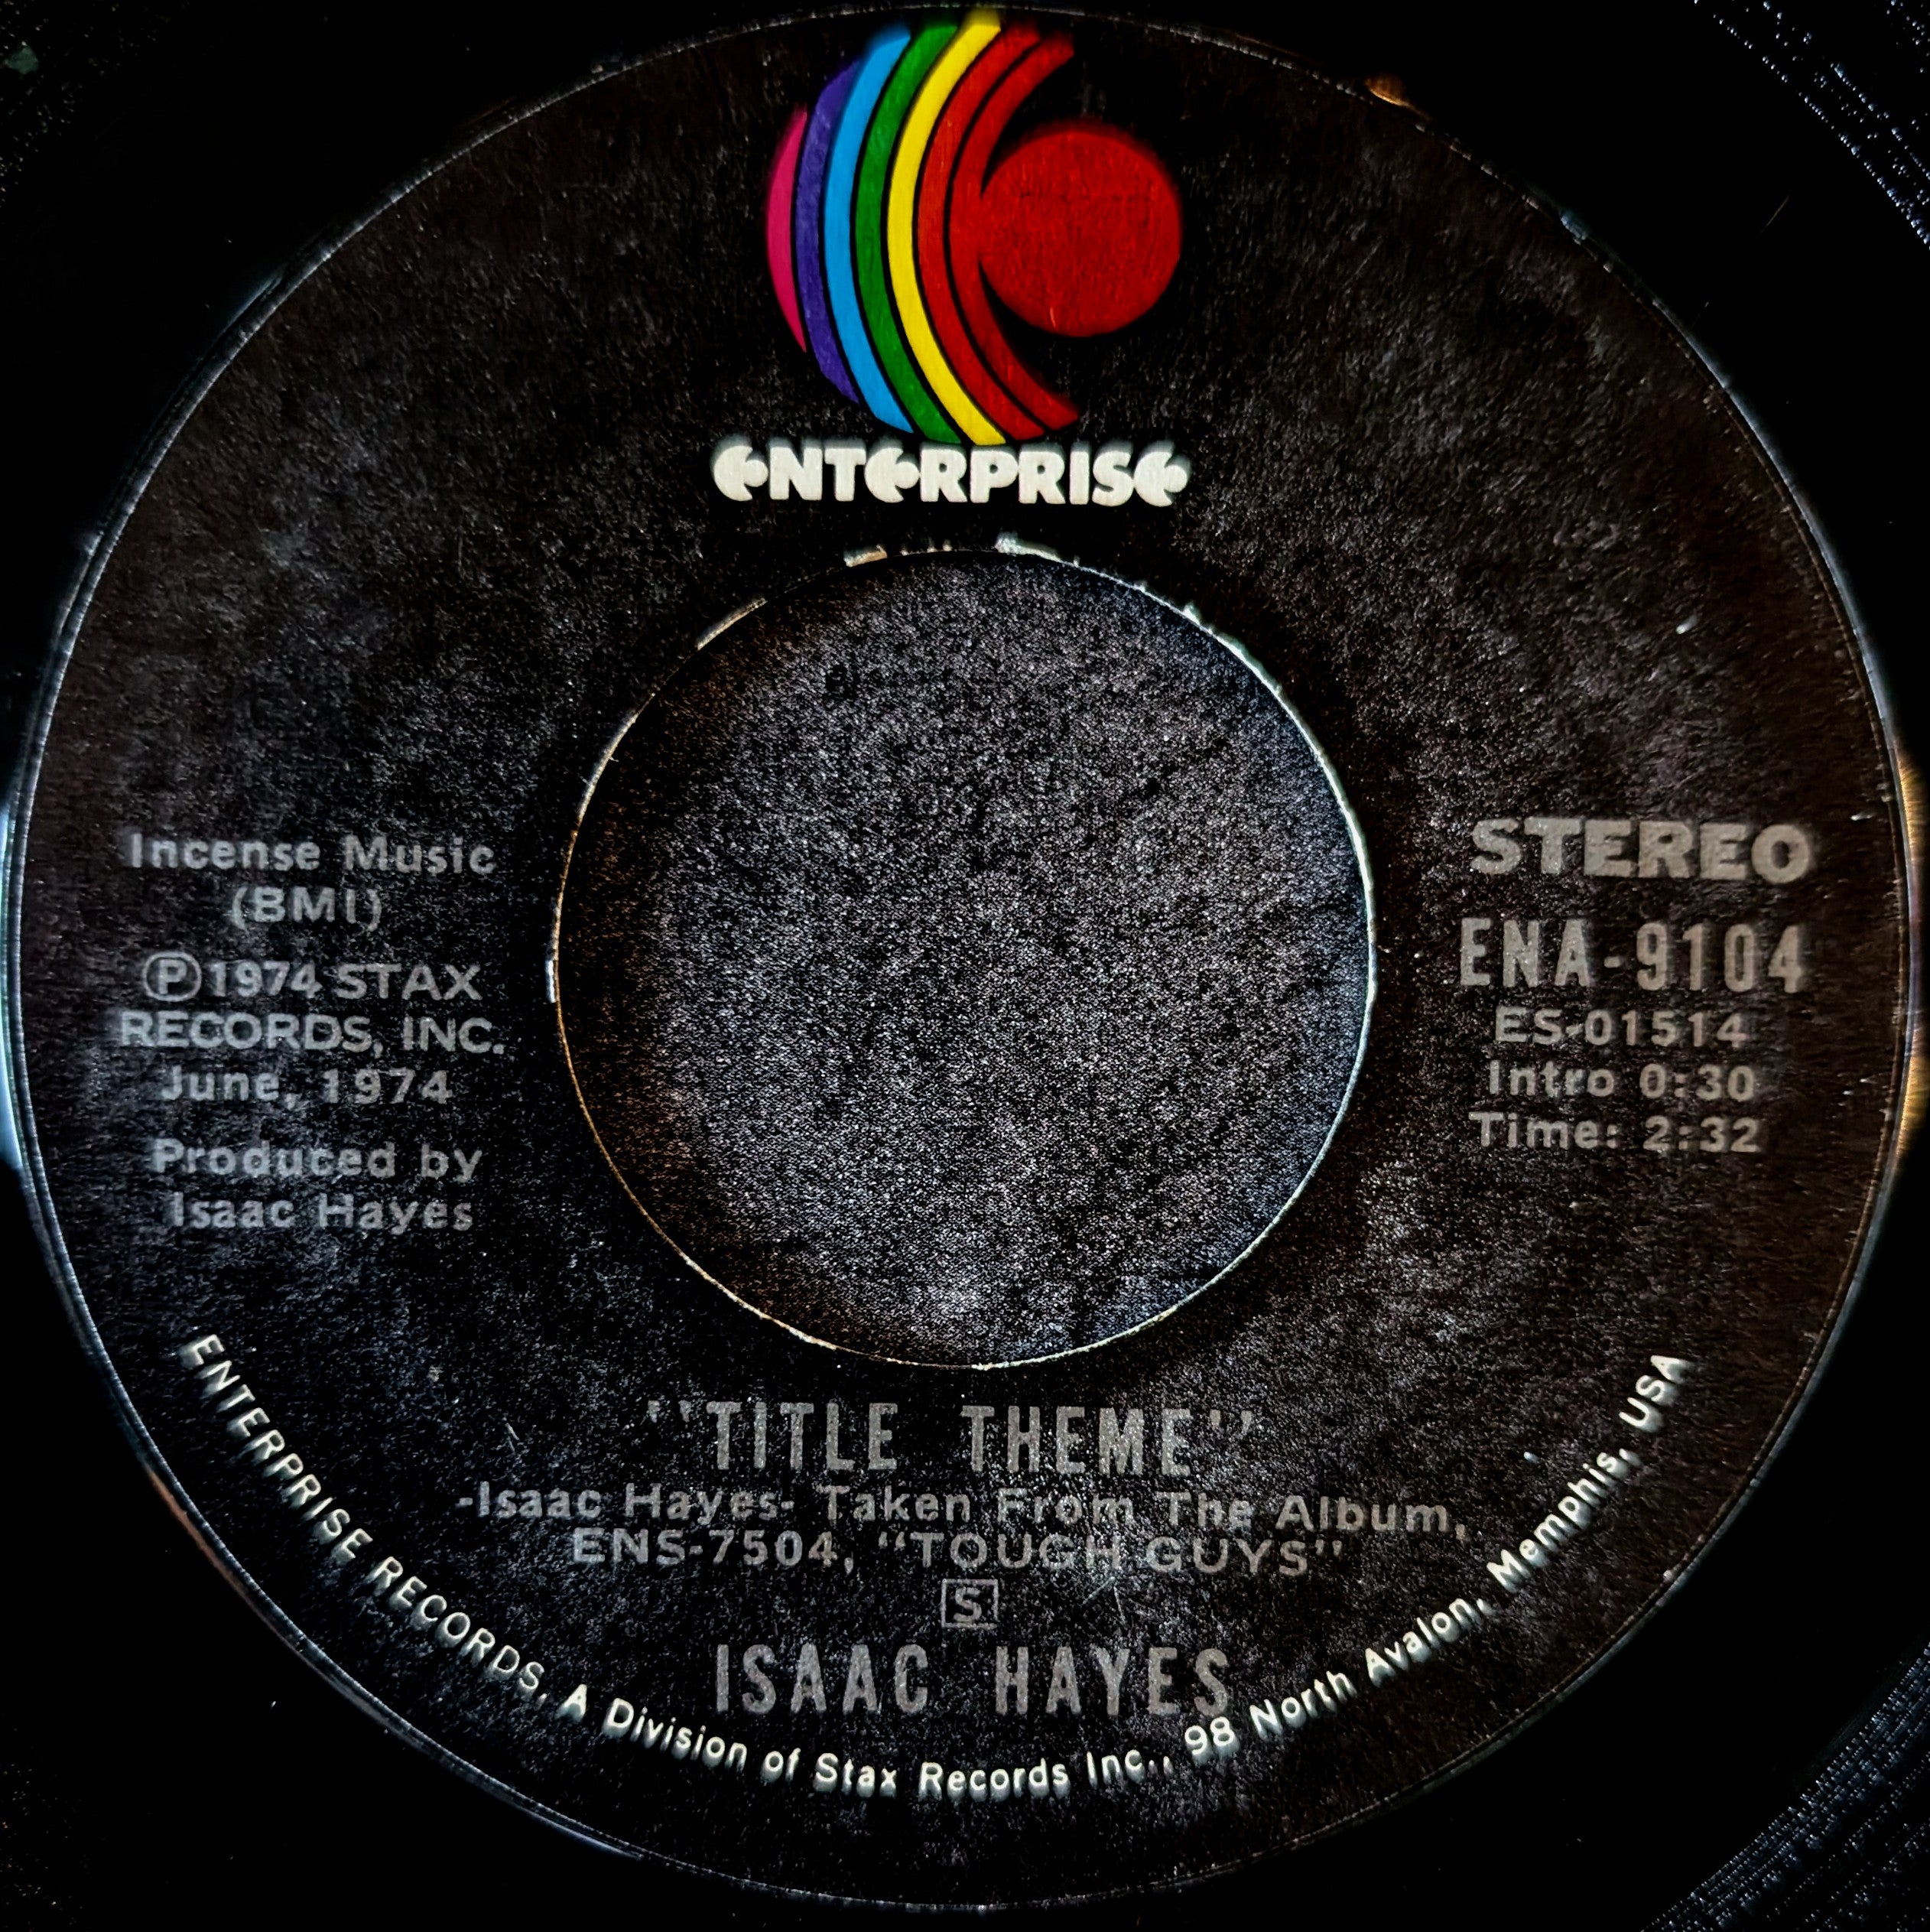 eNTeRPRISe
Incense Music
(BMI)
Ⓟ1974 STAX
RECORDS, INC.
June, 1974
Produced by
Isaac Hayes
STEREO
ENA-9104
ES-01514
Intro 0:30
Time: 2:32
"TITLE THEME"
-Isaac Hayes- Taken From The Album,
ENS-7504, "TOUGH GUYS"
S
ISAAC HAYES
ENTERPRISE RECORDS, A Division of Stax Records Inc., 98 North Avalon, Memphis, USA